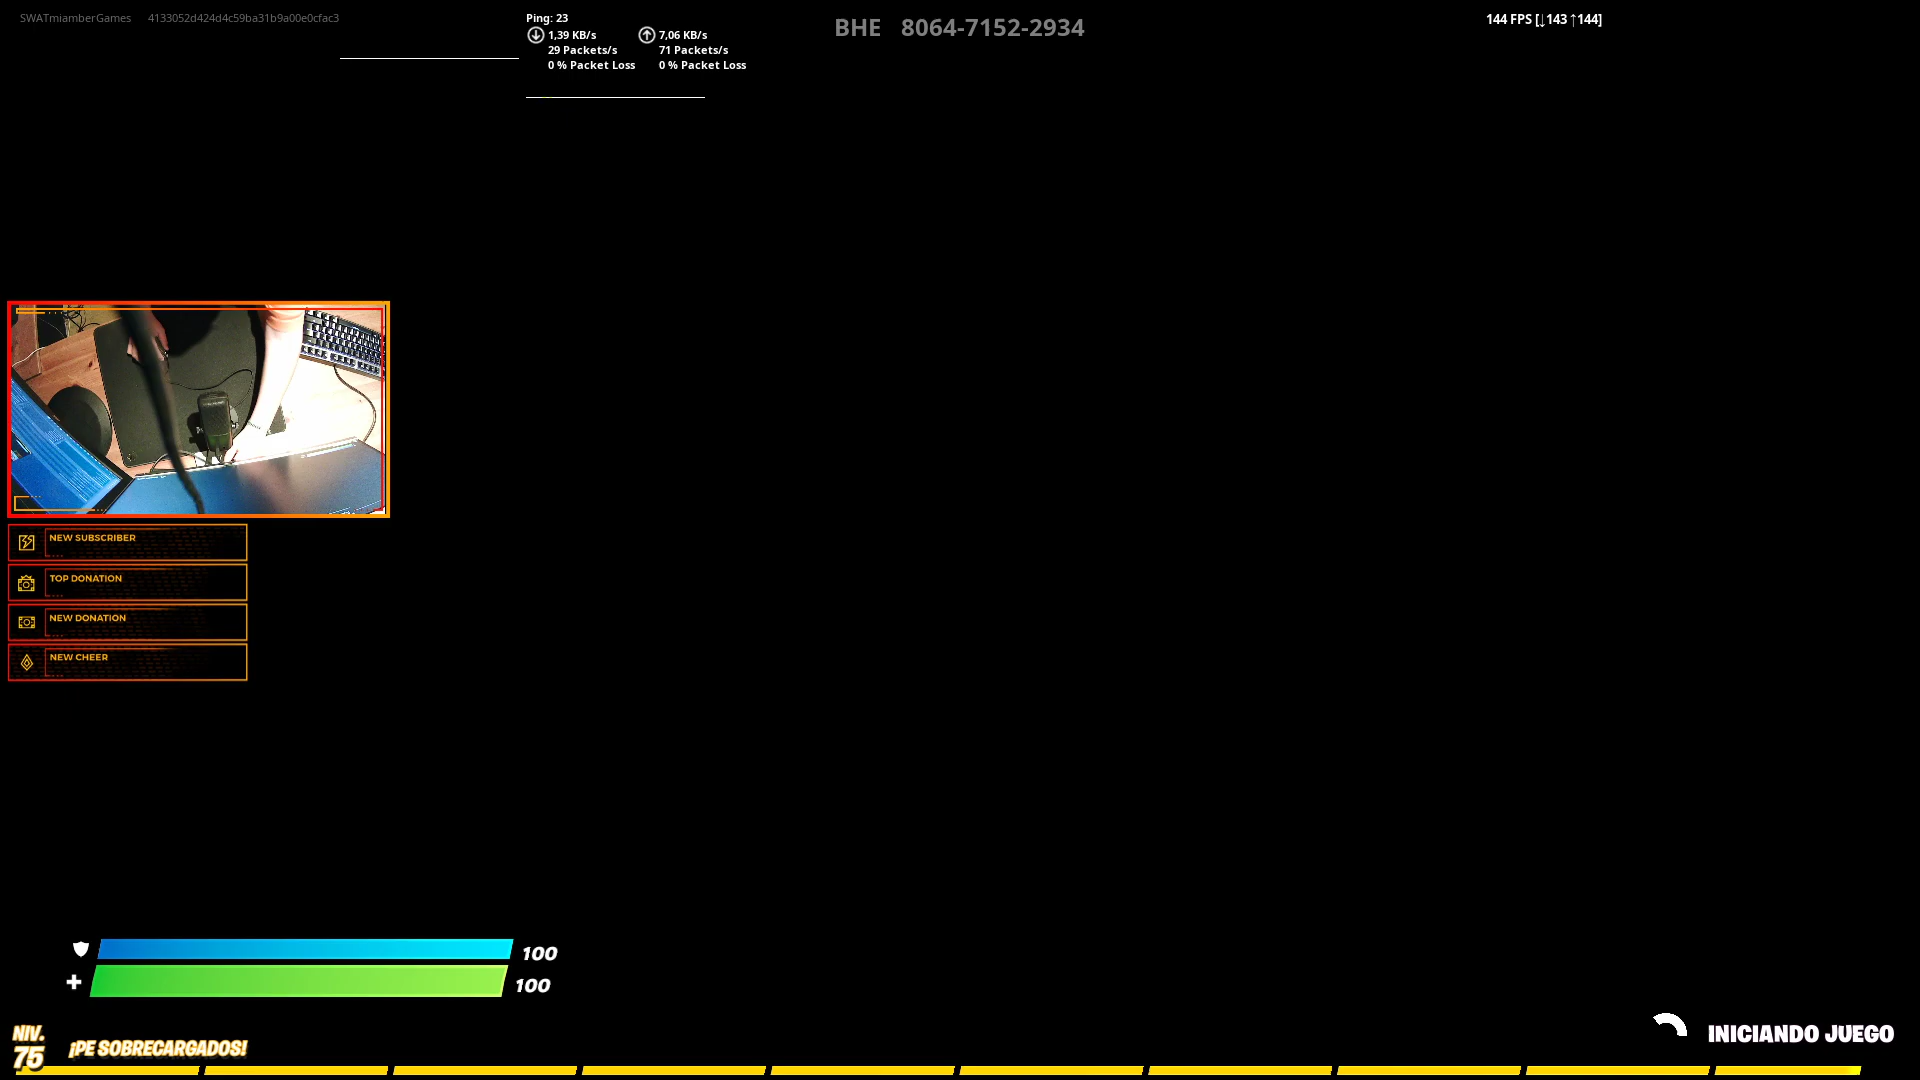 SWATmiamberGames 4133052d424d4c59ba31b9a00e0cfac3
Ping: 23
1,39 KB/s 7,06 KB/s
29 Packets/s 71 Packets/s
0 % Packet Loss 0 % Packet Loss
BHE 8064-7152-2934
144 FPS [↓143 ↑144]
NEW SUBSCRIBER
TOP DONATION
NEW DONATION
NEW CHEER
100
100
NIV.
75
¡PE SOBRECARGADOS!
INICIANDO JUEGO